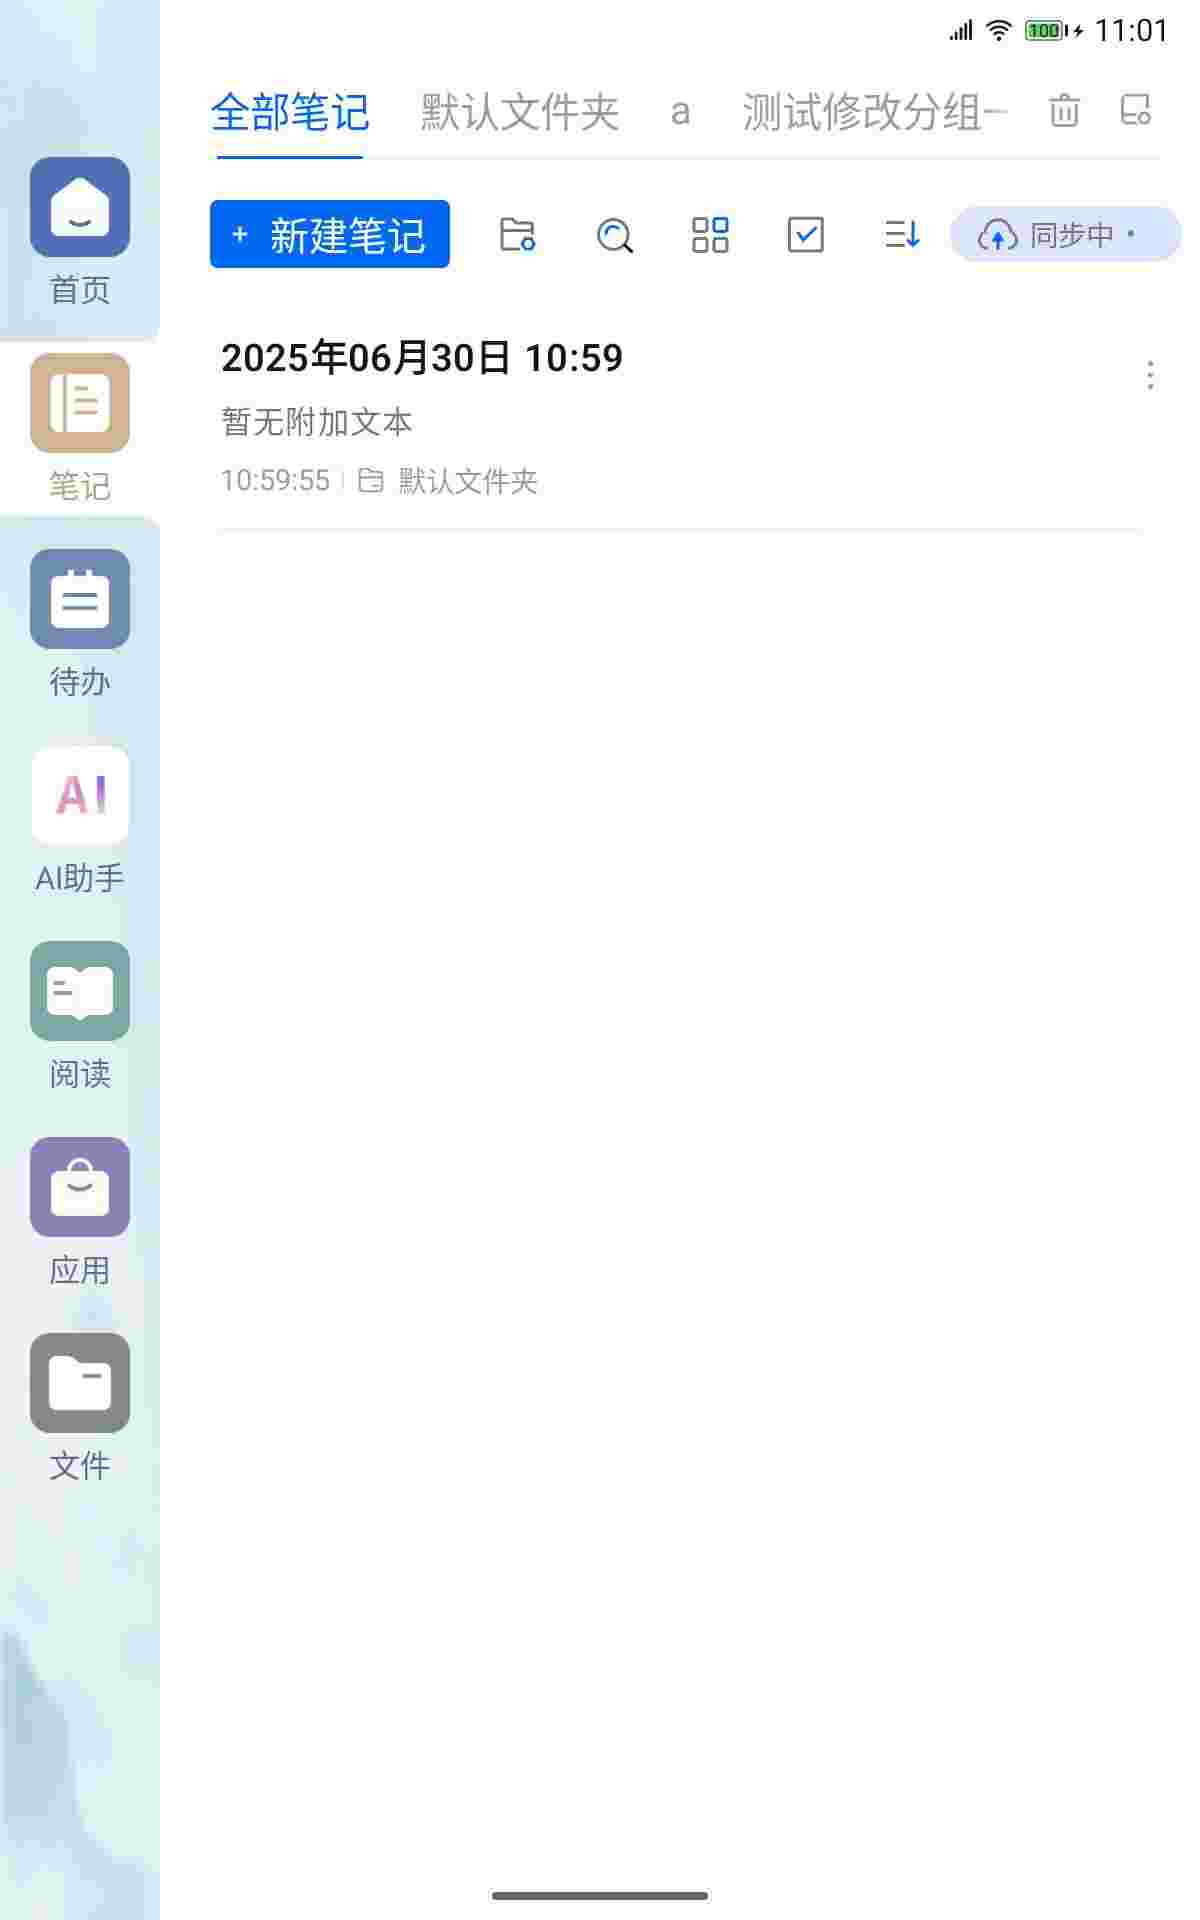 100 11:01
全部笔记 默认文件夹 a 测试修改分组一
+ 新建笔记 同步中 ·
2025年06月30日 10:59
暂无附加文本
10:59:55 默认文件夹
首页
笔记
待办
AI
AI助手
阅读
应用
文件